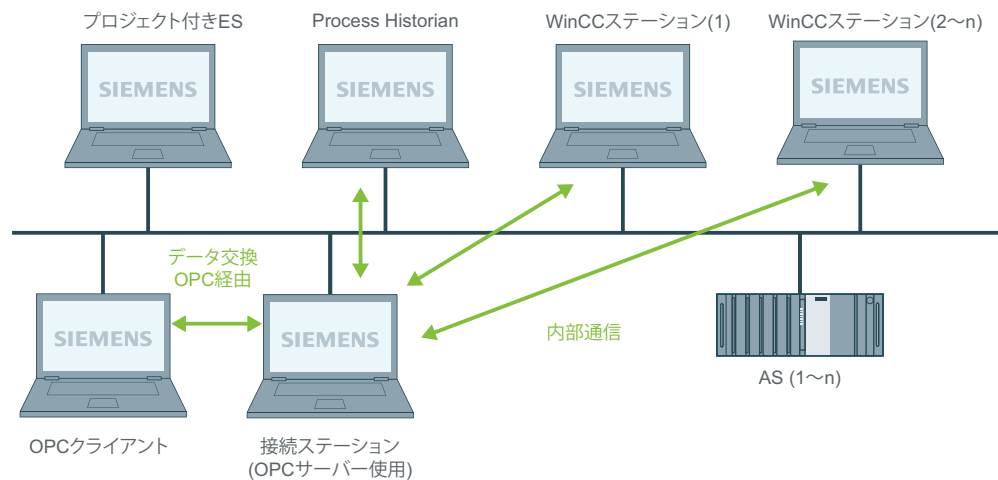 プロジェクト付きES
Process Historian
WinCCステーション(1)
WinCCステーション(2〜n)
SIEMENS
SIEMENS
SIEMENS
SIEMENS
データ交換
OPC経由
SIEMENS
SIEMENS
内部通信
AS (1〜n)
OPCクライアント
接続ステーション
(OPCサーバー使用)